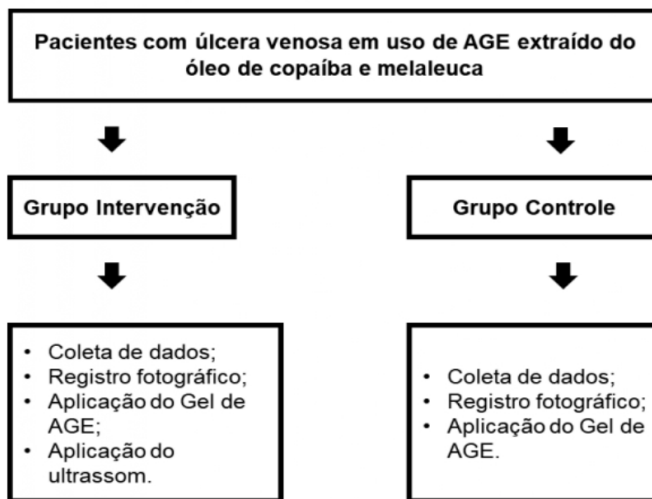 Pacientes com úlcera venosa em uso de AGE extraído do
óleo de copaíba e melaleuca
Grupo Intervenção
Grupo Controle
• Coleta de dados;
• Registro fotográfico;
• Aplicação do Gel de
AGE;
• Aplicação do
ultrassom.
• Coleta de dados;
• Registro fotográfico;
• Aplicação do Gel de
AGE.